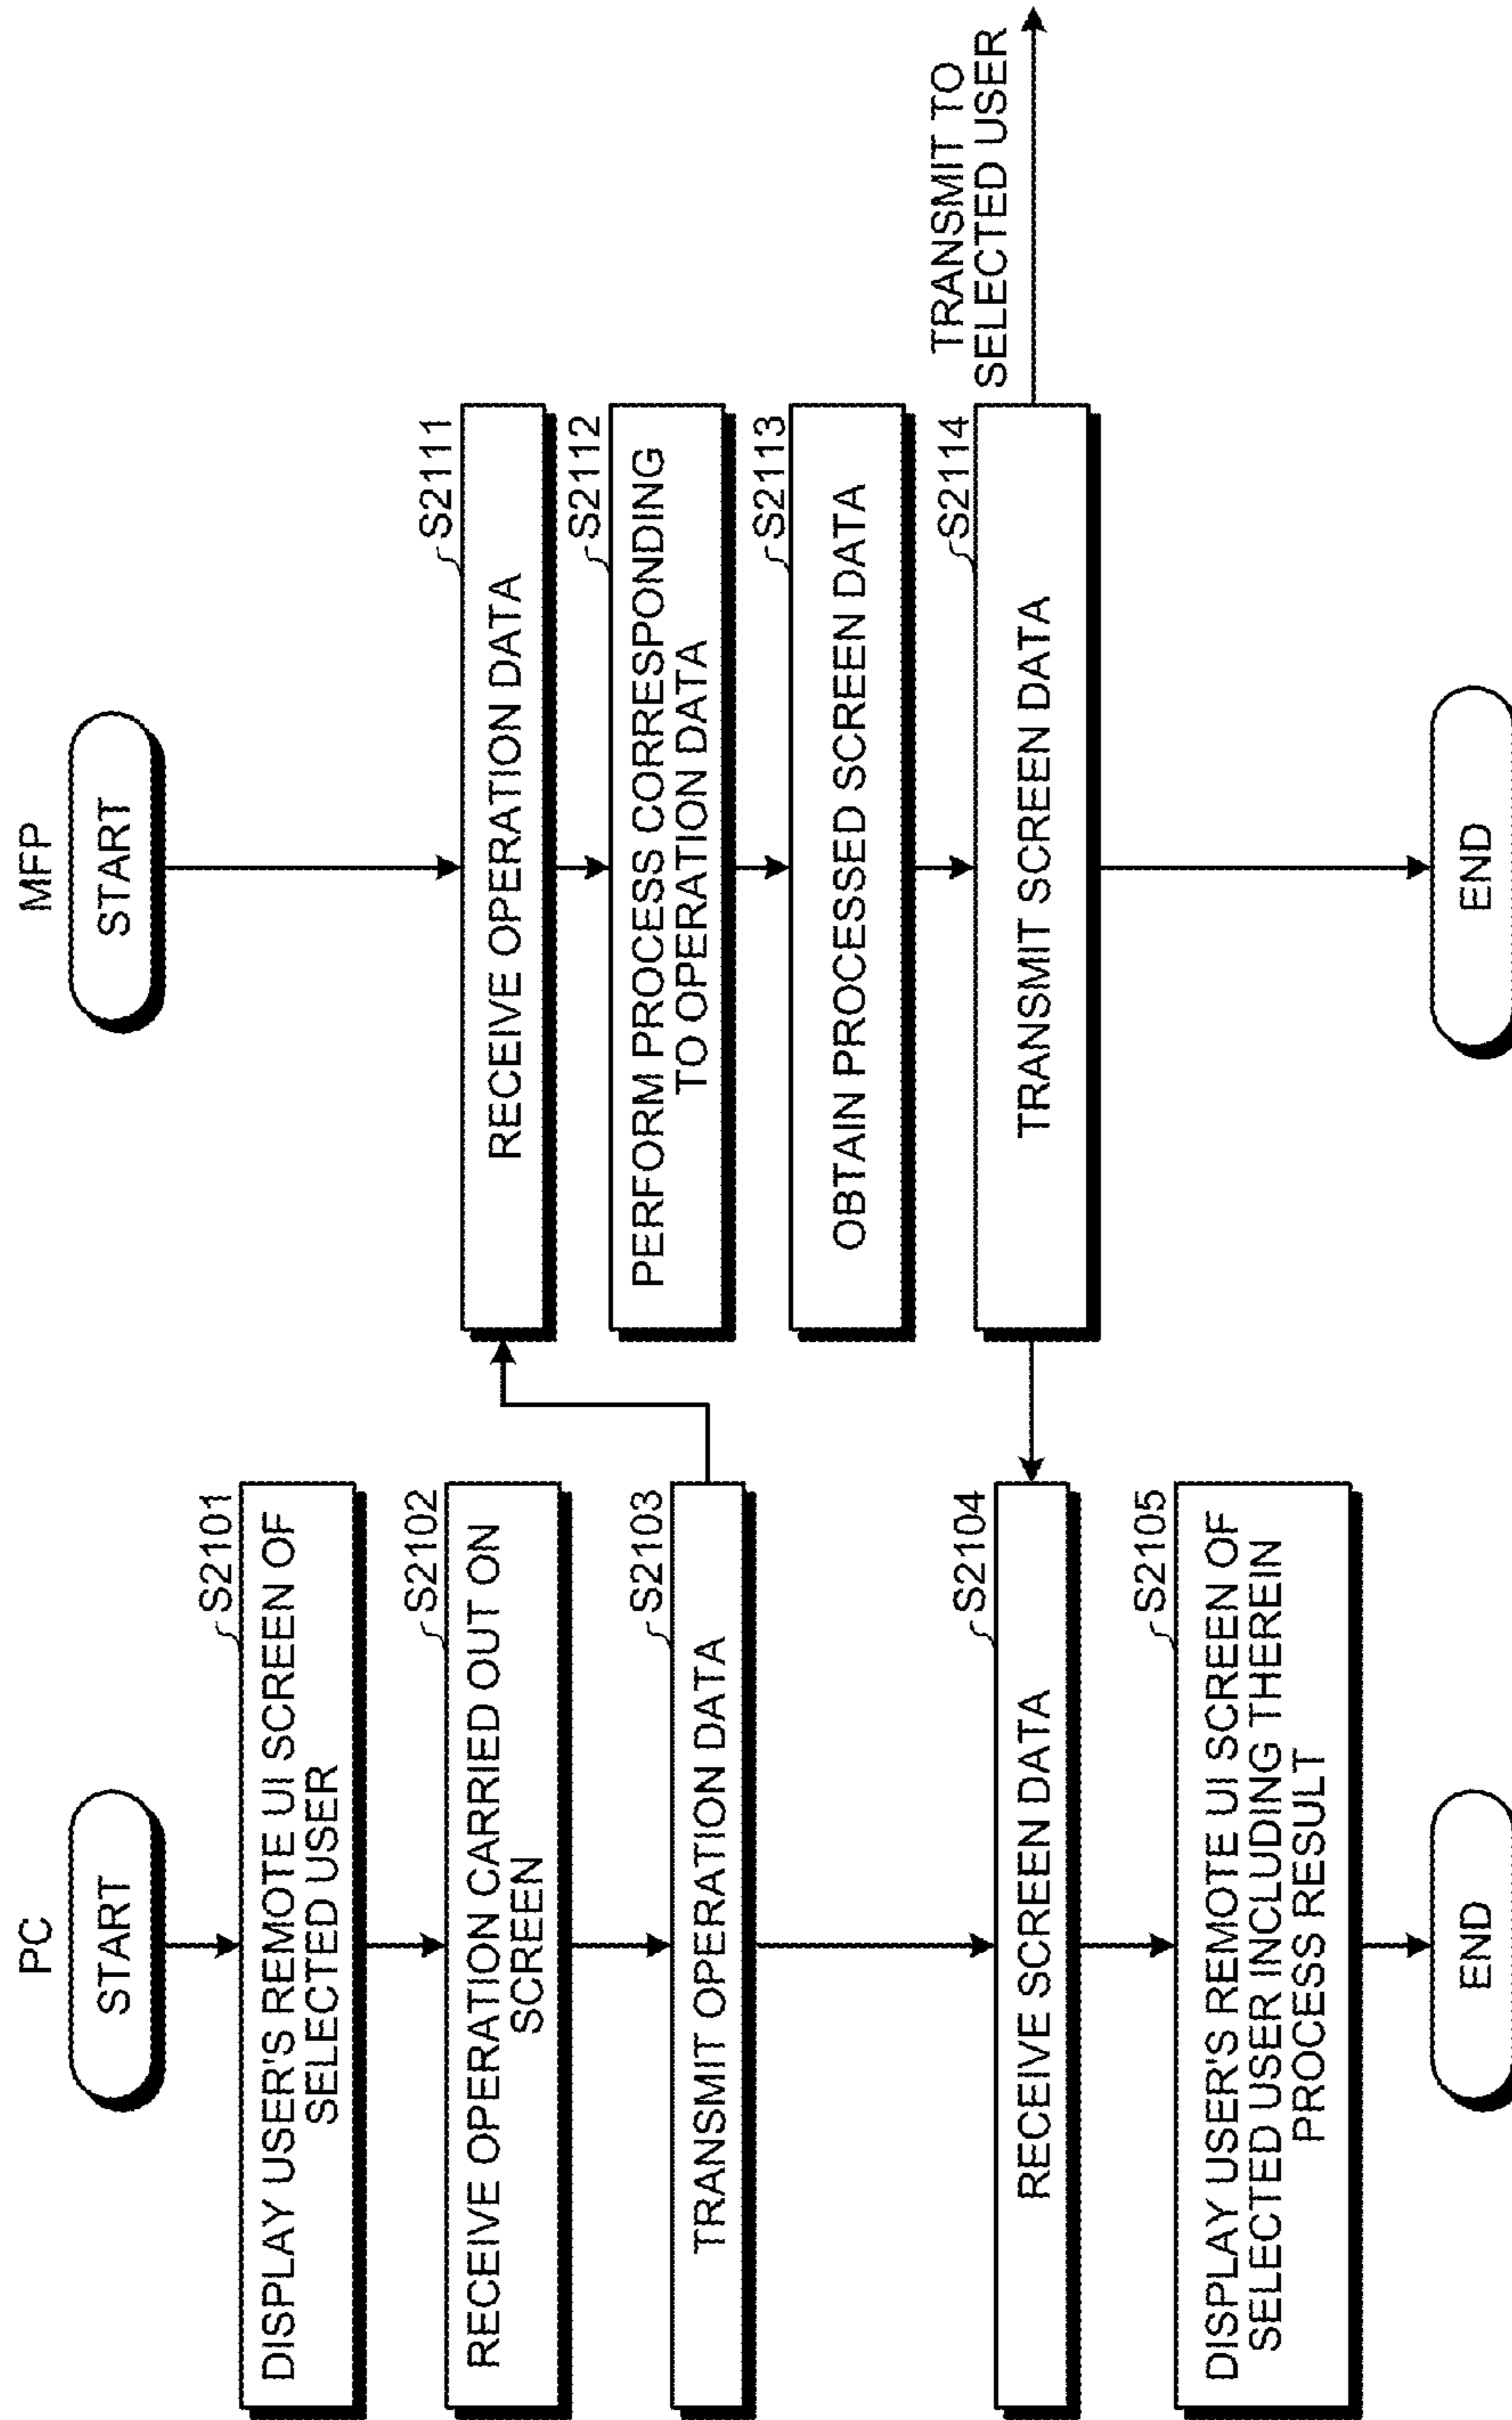 PC
START
S2101
DISPLAY USER'S REMOTE UI SCREEN OF
SELECTED USER
S2102
RECEIVE OPERATION CARRIED OUT ON
SCREEN
S2103
TRANSMIT OPERATION DATA
S2104
RECEIVE SCREEN DATA
S2105
DISPLAY USER'S REMOTE UI SCREEN OF
SELECTED USER INCLUDING THEREIN
PROCESS RESULT
END
MFP
START
S2111
RECEIVE OPERATION DATA
S2112
PERFORM PROCESS CORRESPONDING
TO OPERATION DATA
S2113
OBTAIN PROCESSED SCREEN DATA
S2114
TRANSMIT SCREEN DATA
TRANSMIT TO
SELECTED USER
END